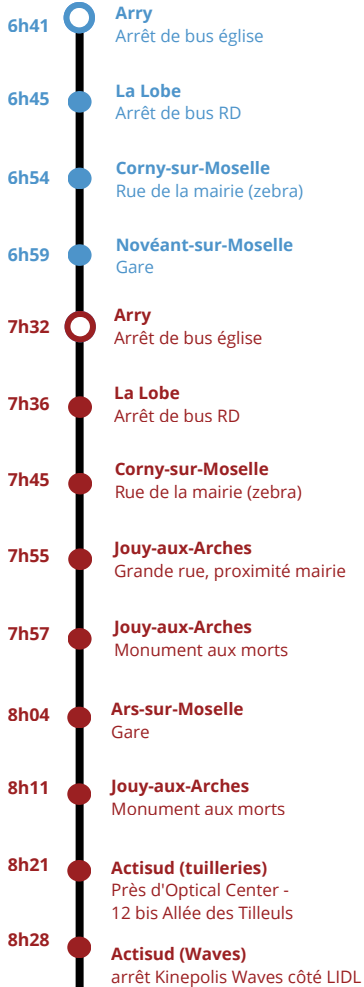 6h41 Arry
Arrêt de bus église
6h45 La Lobe
Arrêt de bus RD
6h54 Corny-sur-Moselle
Rue de la mairie (zebra)
6h59 Novéant-sur-Moselle
Gare
7h32 Arry
Arrêt de bus église
7h36 La Lobe
Arrêt de bus RD
7h45 Corny-sur-Moselle
Rue de la mairie (zebra)
7h55 Jouy-aux-Arches
Grande rue, proximité mairie
7h57 Jouy-aux-Arches
Monument aux morts
8h04 Ars-sur-Moselle
Gare
8h11 Jouy-aux-Arches
Monument aux morts
8h21 Actisud (tuilleries)
Près d'Optical Center -
12 bis Allée des Tilleuls
8h28 Actisud (Waves)
arrêt Kinepolis Waves côté LIDL